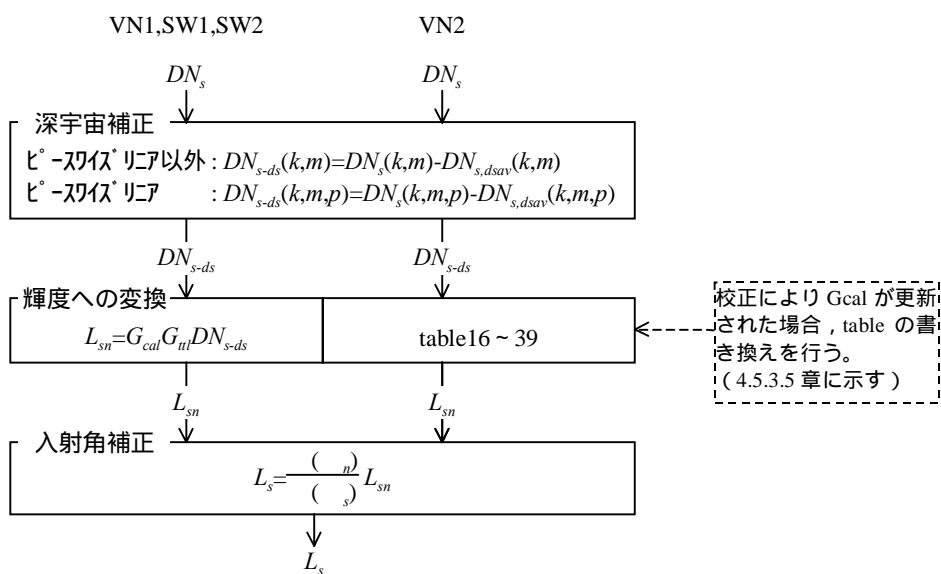 VN1,SW1,SW2 VN2
DNs DNs
深宇宙補正
ピースワイズリニア以外 : DNs-ds(k,m)=DNs(k,m)-DNs,dsav(k,m)
ピースワイズリニア : DNs-ds(k,m,p)=DNs(k,m,p)-DNs,dsav(k,m,p)
DNs-ds DNs-ds
輝度への変換
Lsn=GcalGttlDNs-ds table16~39
校正により Gcal が更新
された場合,table の書
き換えを行う。
(4.5.3.5 章に示す)
Lsn Lsn
入射角補正
( n)
Ls= Lsn
( s)
Ls